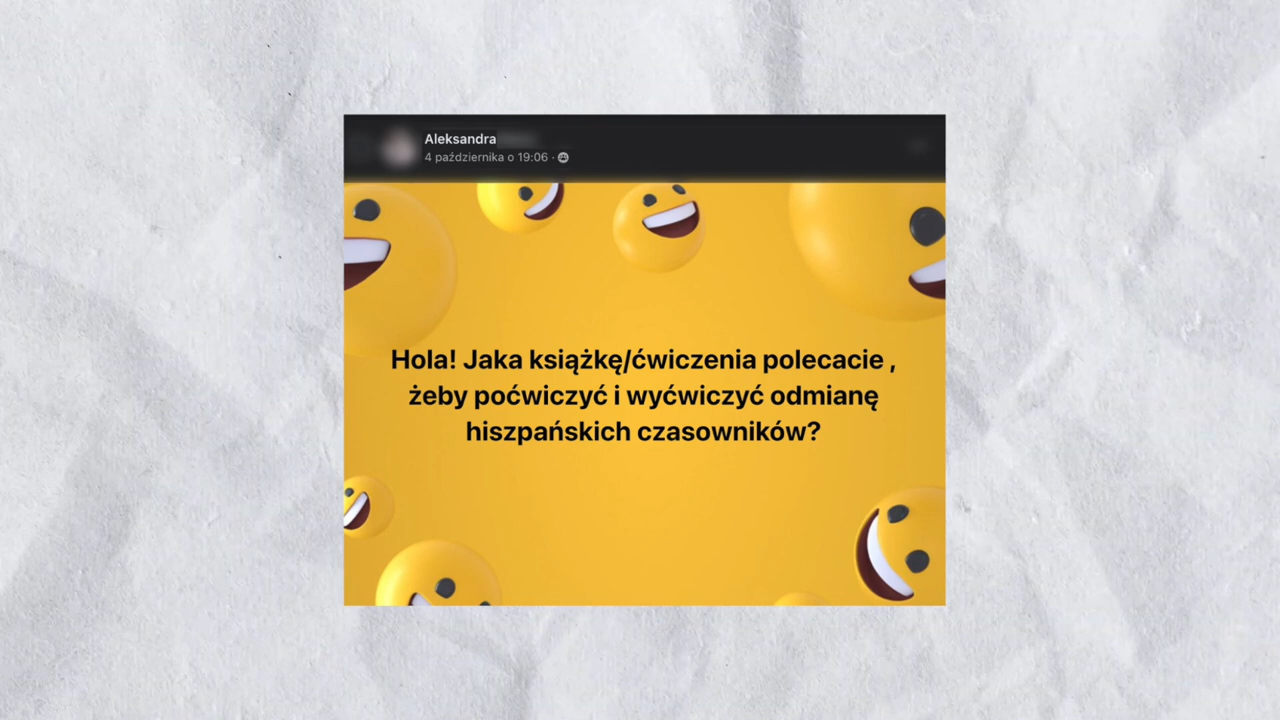 Aleksandra
4 października o 19:06 ·
Hola! Jaka książkę/ćwiczenia polecacie ,
żeby poćwiczyć i wyćwiczyć odmianę
hiszpańskich czasowników?